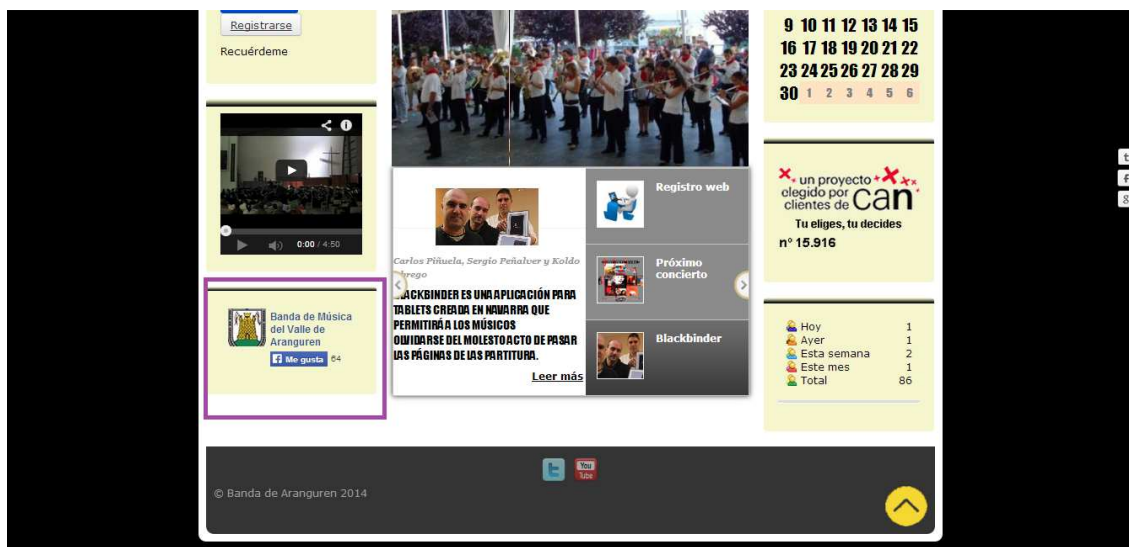 Registrarse
Recuérdeme
0:00 / 4:50
Banda de Música
del Valle de
Aranguren
Me gusta 64
Carlos Piñuela, Sergio Peñalver y Koldo
BLACKBINDER ES UNA APLICACIÓN PARA
TABLETS CREADA EN NAVARRA QUE
PERMITIRÁ A LOS MÚSICOS
OLVIDARSE DEL MOLESTO ACTO DE PASAR
LAS PÁGINAS DE LAS PARTITURA.
Leer más
Registro web
Próximo
concierto
Blackbinder
9 10 11 12 13 14 15
16 17 18 19 20 21 22
23 24 25 26 27 28 29
30 1 2 3 4 5 6
un proyecto
elegido por
clientes de can
Tu eliges, tu decides
nº 15.916
Hoy 1
Ayer 1
Esta semana 2
Este mes 1
Total 86
t
f
g
You
Tube
© Banda de Aranguren 2014